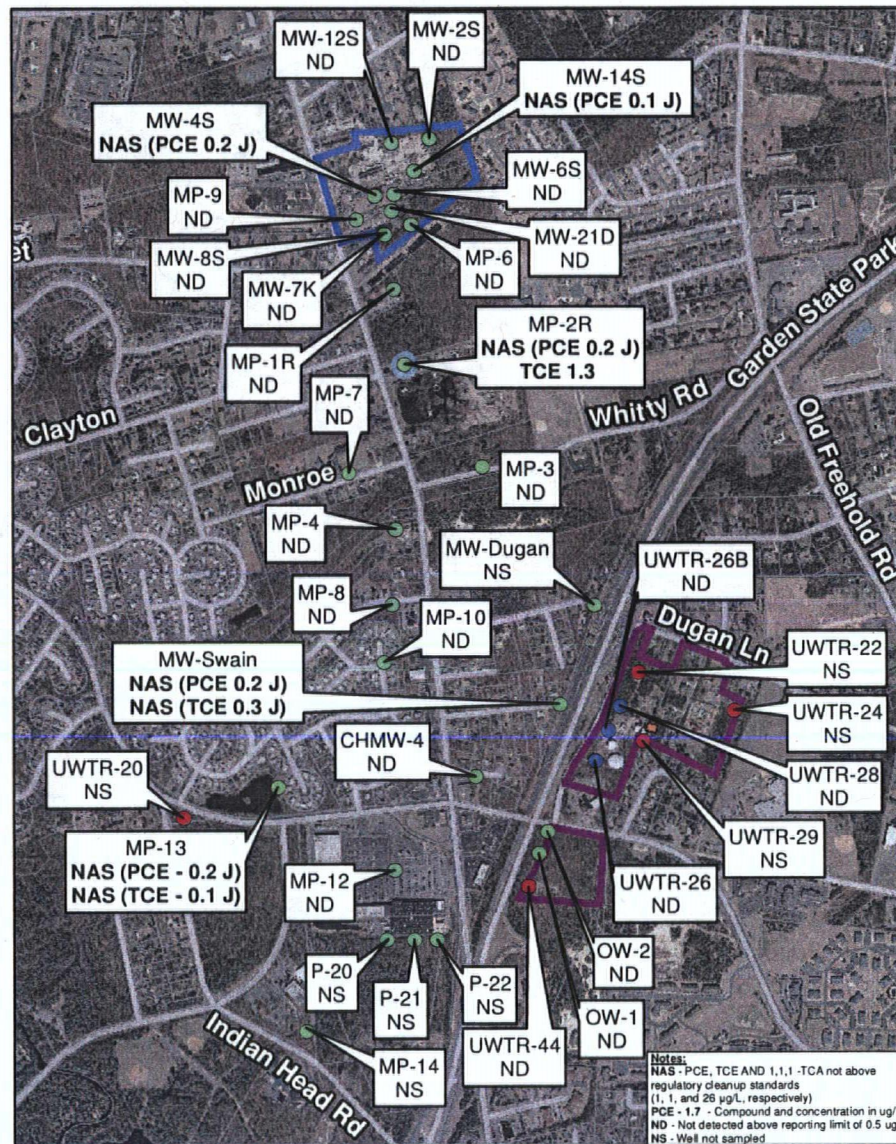 MW-12S
ND
MW-2S
ND
MW-14S
NAS (PCE 0.1 J)
MW-4S
NAS (PCE 0.2 J)
MW-6S
ND
MP-9
ND
MW-21D
ND
MW-8S
ND
MP-6
ND
MW-7K
ND
MP-1R
ND
MP-2R
NAS (PCE 0.2 J)
TCE 1.3
Garden State Park
Whitty Rd
Old Freehold Rd
Clayton
MP-7
ND
Monroe
MP-3
ND
MP-4
ND
MW-Dugan
NS
UWTR-26B
ND
MP-8
ND
MP-10
ND
Dugan Ln
UWTR-22
NS
MW-Swain
NAS (PCE 0.2 J)
NAS (TCE 0.3 J)
UWTR-24
NS
CHMW-4
ND
UWTR-28
ND
UWTR-20
NS
UWTR-29
NS
MP-13
NAS (PCE - 0.2 J)
NAS (TCE - 0.1 J)
MP-12
ND
UWTR-26
ND
OW-2
ND
P-20
NS
P-21
NS
P-22
NS
OW-1
ND
UWTR-44
ND
MP-14
NS
Indian Head Rd
Notes:
NAS - PCE, TCE AND 1,1,1 -TCA not above
regulatory cleanup standards
(1, 1, and 26 µg/L, respectively)
PCE - 1.7 - Compound and concentration in ug/
ND - Not detected above reporting limit of 0.5
NS - Well not sampled